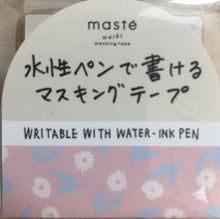 masté
washi
masking tape
水性ペンで書ける
マスキングテープ
WRITABLE WITH WATER-INK PEN